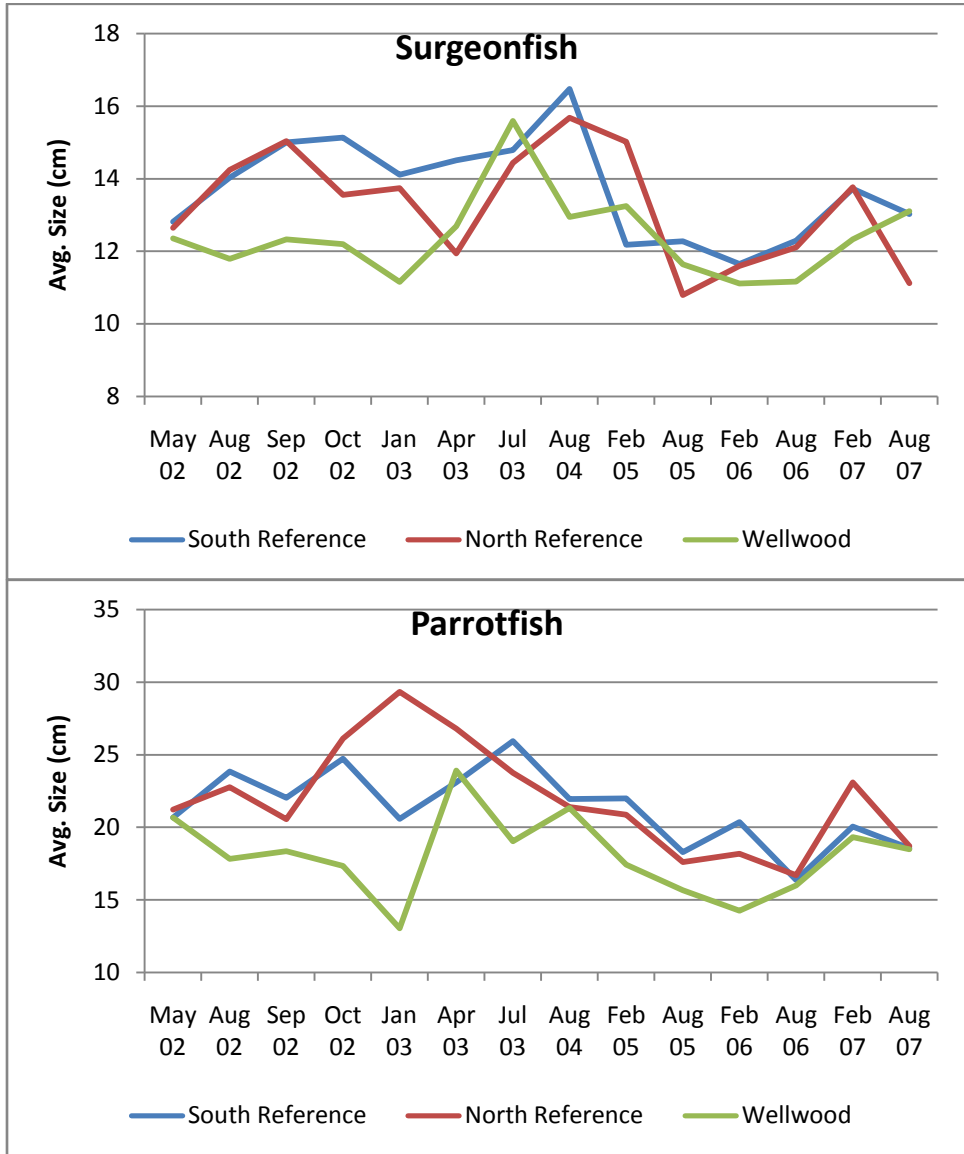 Surgeonfish
Avg. Size (cm)
18
16
14
12
10
8
May Aug Sep Oct Jan Apr Jul Aug Feb Aug Feb Aug Feb Aug
02 02 02 02 03 03 03 04 05 05 06 06 07 07
South Reference North Reference Wellwood
Parrotfish
Avg. Size (cm)
35
30
25
20
15
10
May Aug Sep Oct Jan Apr Jul Aug Feb Aug Feb Aug Feb Aug
02 02 02 02 03 03 03 04 05 05 06 06 07 07
South Reference North Reference Wellwood